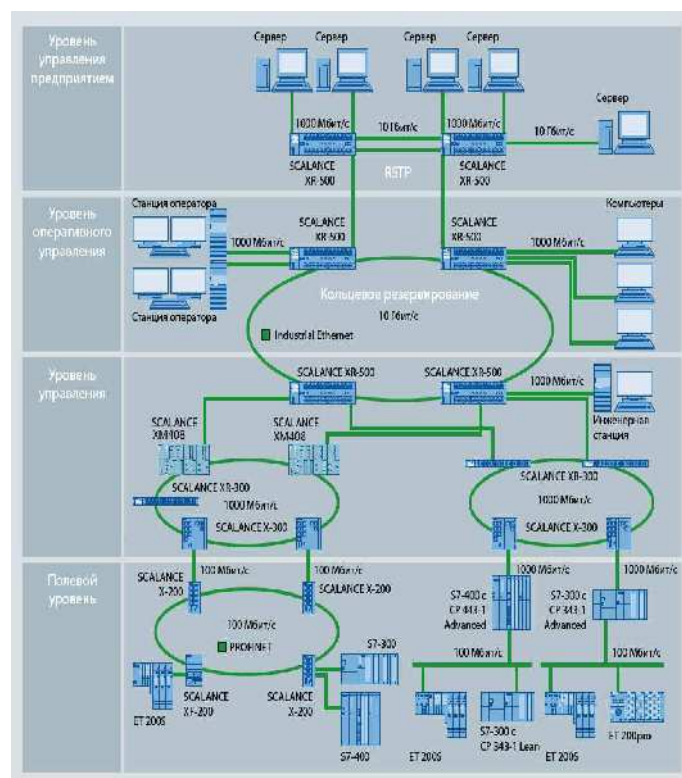 Уровень
управления
предприятием
Сервер
Сервер
Сервер
Сервер
Сервер
1000 Мбит/с
10 Гбит/с
1000 Мбит/с
10 Гбит/с
SCALANCE
XR-500
RSTP
SCALANCE
XR-500
Уровень
оперативного
управления
Станция оператора
1000 Мбит/с
SCALANCE
XR-500
SCALANCE
XR-500
1000 Мбит/с
Компьютеры
Станция оператора
Кольцевое резервирование
10 Гбит/с
Industrial Ethernet
Уровень
управления
SCALANCE XR-500
SCALANCE XR-500
1000 Мбит/с
Инженерная
станция
SCALANCE
XM408
SCALANCE
XM408
SCALANCE XR-300
1000 Мбит/с
SCALANCE X-300
SCALANCE XR-300
1000 Мбит/с
SCALANCE X-300
Полевой
уровень
100 Мбит/с
100 Мбит/с
1000 Мбит/с
1000 Мбит/с
SCALANCE
X-200
SCALANCE X-200
100 Мбит/с
PROFINET
S7-400 с
CP 443-1
Advanced
S7-300 с
CP 343-1
Advanced
S7-300
100 Мбит/с
100 Мбит/с
ET 200S
SCALANCE
XF-200
SCALANCE
X-200
S7-400
ET 200S
S7-300 с
CP 343-1 Lean
ET 200S
ET 200pro